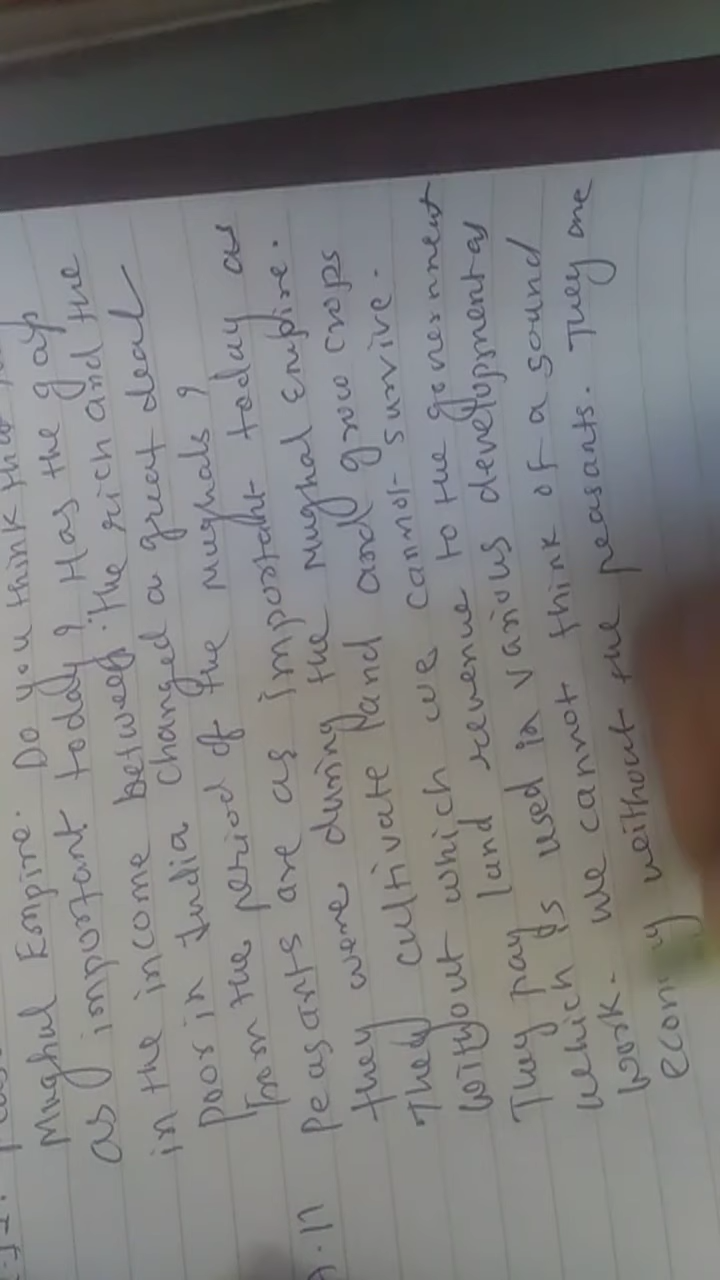 Mughal Empire. Do you think that
as important today? Has the gap
in the income between the rich and the
poor in India changed a great deal
from the period of the Mughals?
A.11 Peasants are as important today as
they were during the Mughal Empire.
They cultivate land and grow crops
without which we cannot survive.
They pay land revenue to the government
which is used in various developmental
work. We cannot think of a sound
without the peasants. They are